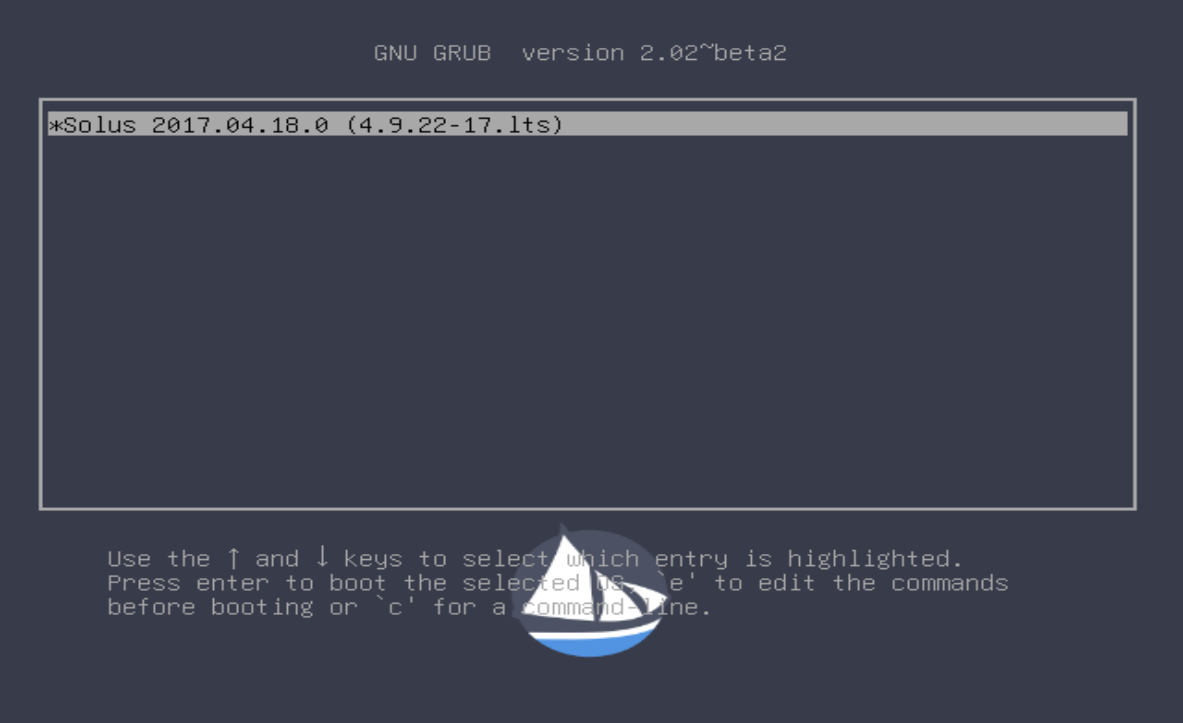 GNU GRUB  version 2.02~beta2
*Solus 2017.04.18.0 (4.9.22-17.lts)
Use the ↑ and ↓ keys to select which entry is highlighted.
Press enter to boot the selected OS, `e' to edit the commands
before booting or `c' for a command-line.